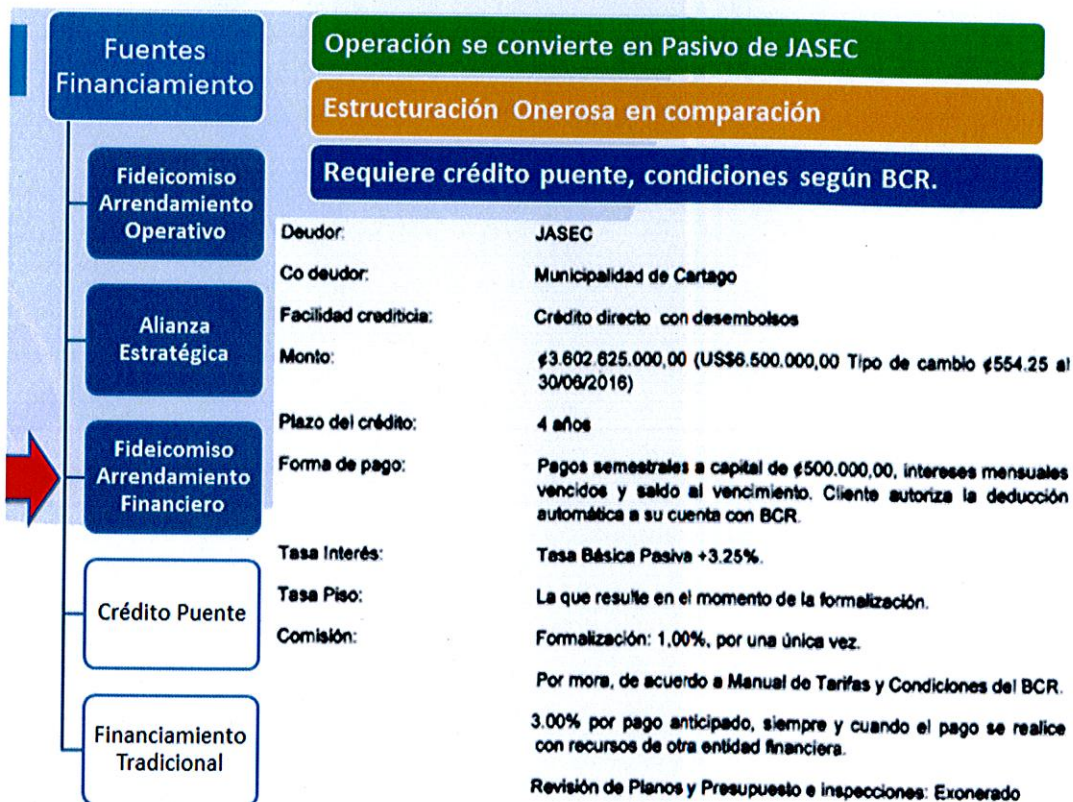 Fuentes
Financiamiento
Fideicomiso
Arrendamiento
Operativo
Alianza
Estratégica
Fideicomiso
Arrendamiento
Financiero
Crédito Puente
Financiamiento
Tradicional
Operación se convierte en Pasivo de JASEC
Estructuración Onerosa en comparación
Requiere crédito puente, condiciones según BCR.
Deudor: JASEC
Co deudor: Municipalidad de Cartago
Facilidad crediticia: Crédito directo con desembolsos
Monto: ¢3.602.625.000,00 (US$6.500.000,00 Tipo de cambio ¢554.25 al
30/06/2016)
Plazo del crédito: 4 años
Forma de pago: Pagos semestrales a capital de ¢500.000,00, intereses mensuales
vencidos y saldo al vencimiento. Cliente autoriza la deducción
automática a su cuenta con BCR.
Tasa Interés: Tasa Básica Pasiva +3.25%.
Tasa Piso: La que resulte en el momento de la formalización.
Comisión: Formalización: 1,00%, por una única vez.
Por mora, de acuerdo a Manual de Tarifas y Condiciones del BCR.
3.00% por pago anticipado, siempre y cuando el pago se realice
con recursos de otra entidad financiera.
Revisión de Planos y Presupuesto e inspecciones: Exonerado